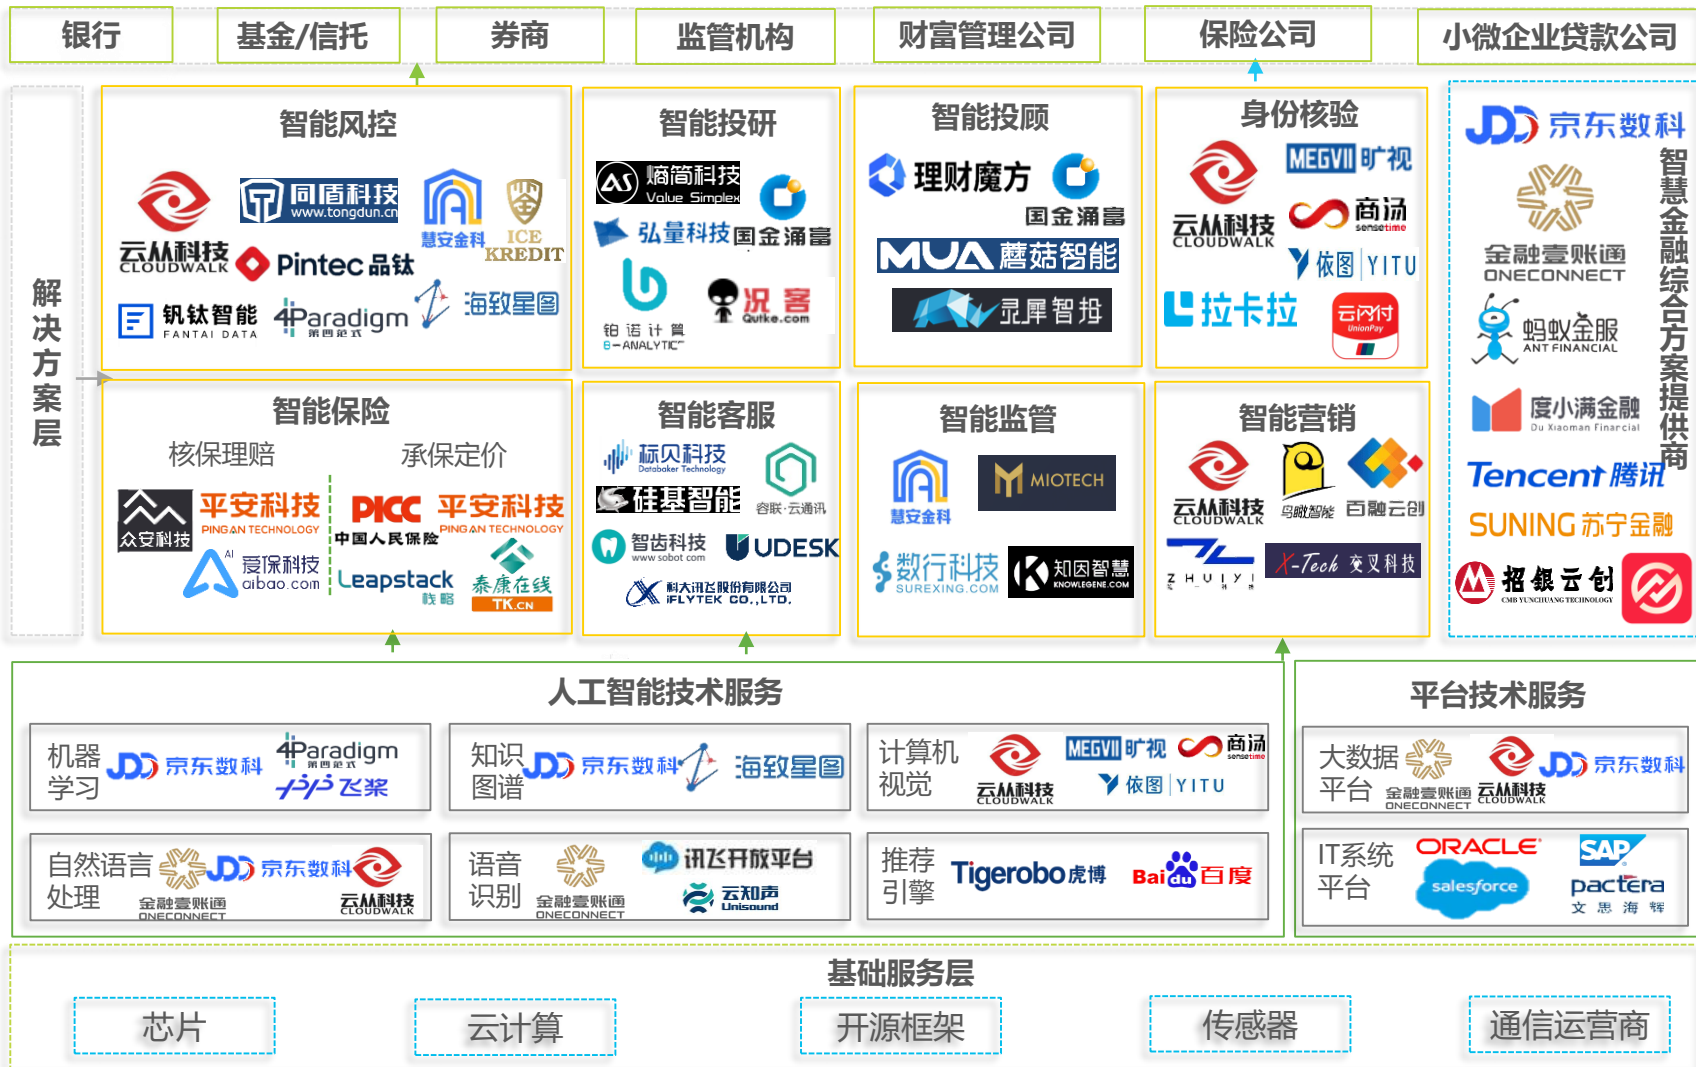 银行
基金/信托
券商
监管机构
财富管理公司
保险公司
小微企业贷款公司
解决方案层
智能风控
云从科技
CLOUDWALK
同盾科技
www.tongdun.cn
慧安金科
ICE
KREDIT
Pintec 品钛
钒钛智能
FANTAI DATA
4Paradigm
第四范式
海致星图
智能投研
熵简科技
Value Simplex
国金涌富
弘量科技
铂诺计算
B-ANALYTIC
况客
Qutke.com
智能投顾
理财魔方
国金涌富
MUA 蘑菇智能
灵犀智投
身份核验
云从科技
CLOUDWALK
MEGVII 旷视
商汤
sensetime
依图 YITU
拉卡拉
云闪付
UnionPay
智慧金融综合方案提供商
JDD 京东数科
金融壹账通
ONECONNECT
蚂蚁金服
ANT FINANCIAL
度小满金融
Du Xiaoman Financial
Tencent 腾讯
SUNING 苏宁金融
招银云创
CMB YUNCHUANG TECHNOLOGY
智能保险
核保理赔
承保定价
众安科技
平安科技
PINGAN TECHNOLOGY
AI
爱保科技
aibao.com
PICC
中国人民保险
平安科技
PINGAN TECHNOLOGY
Leapstack
栈略
泰康在线
TK.CN
智能客服
标贝科技
Databaker Technology
硅基智能
容联·云通讯
智齿科技
www.sobot.com
UDESK
科大讯飞股份有限公司
iFLYTEK CO.,LTD.
智能监管
慧安金科
MIOTECH
数行科技
SUREXING.COM
知因智慧
KNOWLEGENE.COM
智能营销
云从科技
CLOUDWALK
鸟瞰智能
百融云创
ZHUIYI
X-Tech 交叉科技
人工智能技术服务
机器学习
JDD 京东数科
4Paradigm
第四范式
飞桨
知识图谱
JDD 京东数科
海致星图
计算机视觉
云从科技
CLOUDWALK
MEGVII 旷视
商汤
sensetime
依图 YITU
自然语言处理
金融壹账通
ONECONNECT
JDD 京东数科
云从科技
CLOUDWALK
语音识别
金融壹账通
ONECONNECT
讯飞开放平台
云知声
Unisound
推荐引擎
Tigerobo 虎博
Baidu 百度
平台技术服务
大数据平台
金融壹账通
ONECONNECT
云从科技
CLOUDWALK
JDD 京东数科
IT系统平台
ORACLE
salesforce
SAP
pactera
文思海辉
基础服务层
芯片
云计算
开源框架
传感器
通信运营商